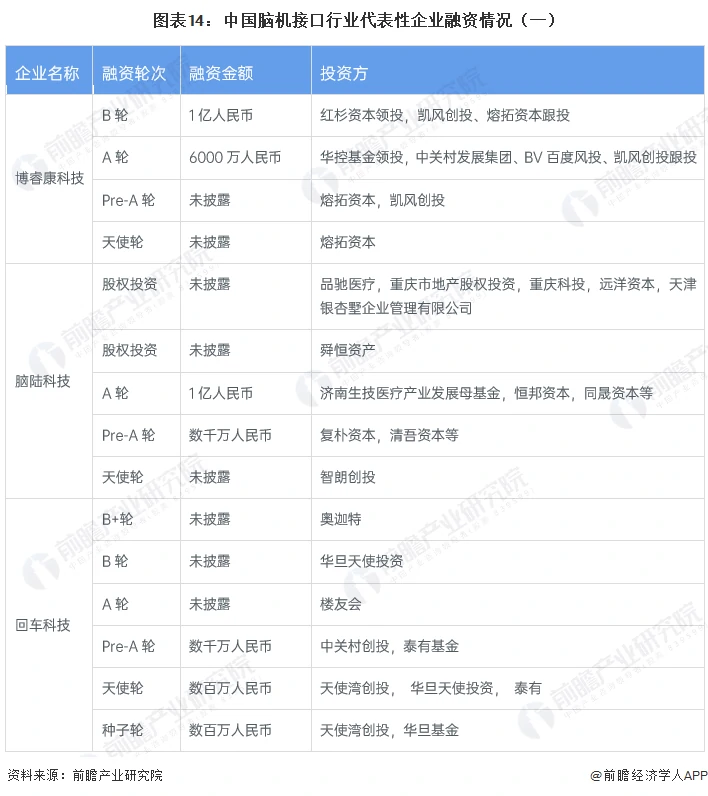 图表14：中国脑机接口行业代表性企业融资情况（一）
企业名称 融资轮次 融资金额 投资方
博睿康科技
B 轮 1亿人民币 红杉资本领投，凯风创投、熔拓资本跟投
A 轮 6000 万人民币 华控基金领投，中关村发展集团、BV 百度风投、凯风创投跟投
Pre-A 轮 未披露 熔拓资本，凯风创投
天使轮 未披露 熔拓资本
脑陆科技
股权投资 未披露 品驰医疗，重庆市地产股权投资，重庆科投，远洋资本，天津
银杏墅企业管理有限公司
股权投资 未披露 舜恒资产
A 轮 1亿人民币 济南生技医疗产业发展母基金，恒邦资本，同晟资本等
Pre-A 轮 数千万人民币 复朴资本，清吾资本等
天使轮 未披露 智朗创投
回车科技
B+轮 未披露 奥迦特
B 轮 未披露 华旦天使投资
A 轮 未披露 楼友会
Pre-A 轮 数千万人民币 中关村创投，泰有基金
天使轮 数百万人民币 天使湾创投， 华旦天使投资， 泰有
种子轮 数百万人民币 天使湾创投，华旦基金
资料来源：前瞻产业研究院 @前瞻经济学人APP
前瞻产业研究院